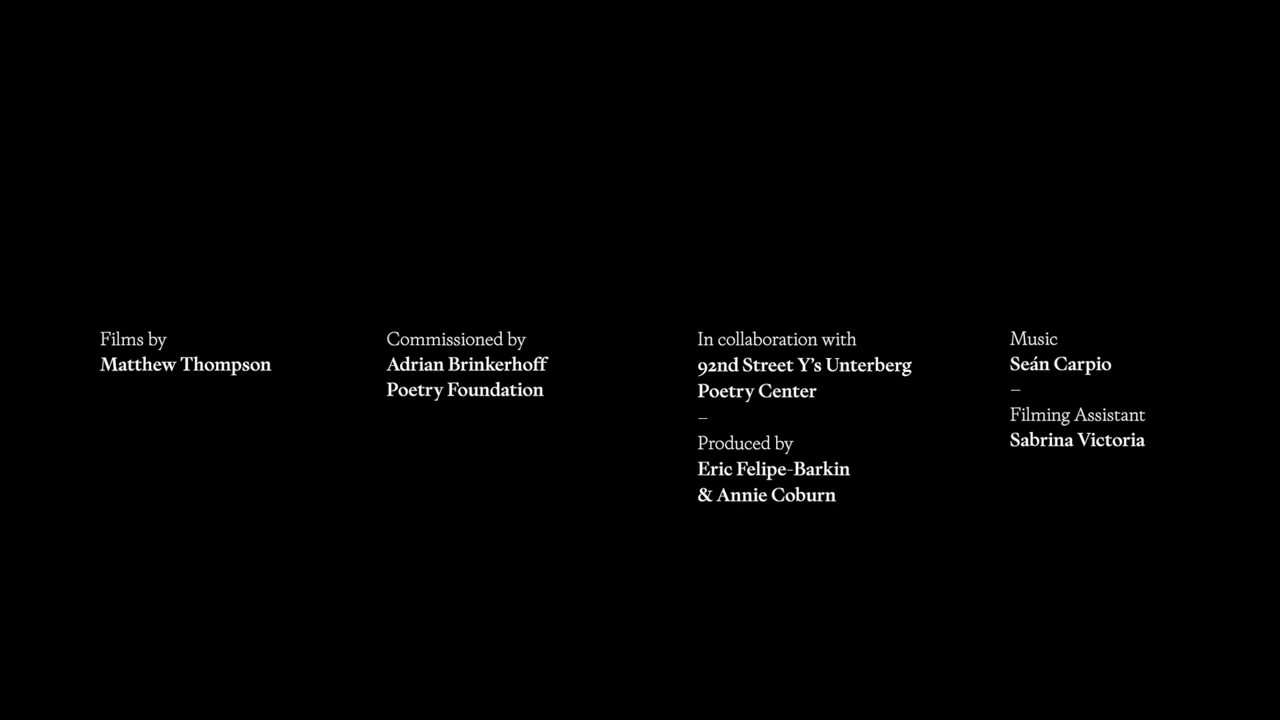 Films by
Matthew Thompson
Commissioned by
Adrian Brinkerhoff
Poetry Foundation
In collaboration with
92nd Street Y’s Unterberg
Poetry Center
–
Produced by
Eric Felipe-Barkin
& Annie Coburn
Music
Seán Carpio
–
Filming Assistant
Sabrina Victoria